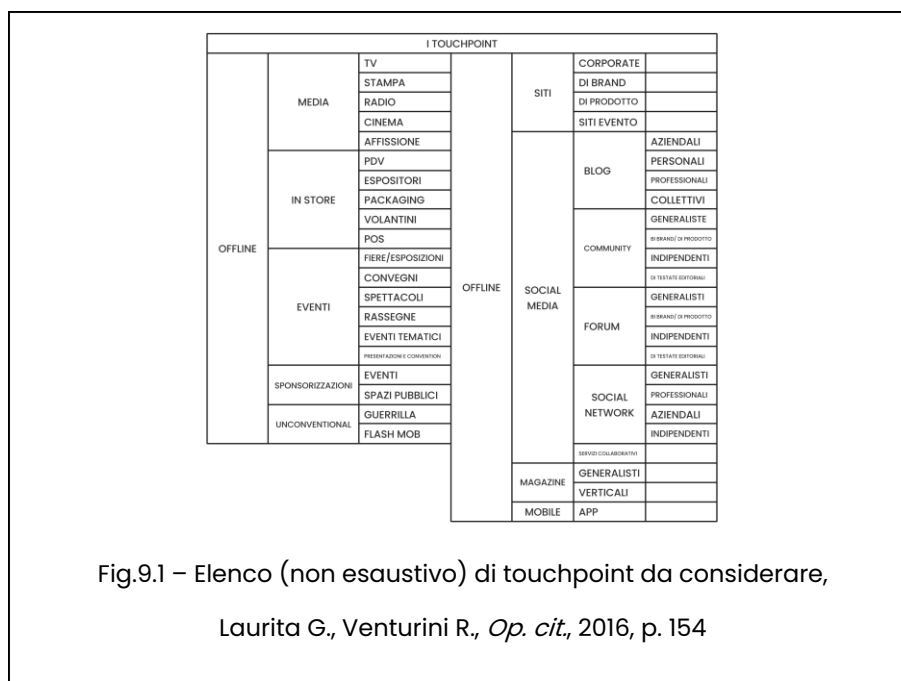 I TOUCHPOINT
OFFLINE
MEDIA
TV
STAMPA
RADIO
CINEMA
AFFISSIONE
IN STORE
PDV
ESPOSITORI
PACKAGING
VOLANTINI
POS
EVENTI
FIERE/ESPOSIZIONI
CONVEGNI
SPETTACOLI
RASSEGNE
EVENTI TEMATICI
PRESENTAZIONI E CONVENTION
SPONSORIZZAZIONI
EVENTI
SPAZI PUBBLICI
UNCONVENTIONAL
GUERRILLA
FLASH MOB
OFFLINE
SITI
CORPORATE
DI BRAND
DI PRODOTTO
SITI EVENTO
SOCIAL
MEDIA
BLOG
AZIENDALI
PERSONALI
PROFESSIONALI
COLLETTIVI
COMMUNITY
GENERALISTE
BI BRAND/ DI PRODOTTO
INDIPENDENTI
DI TESTATE EDITORIALI
FORUM
GENERALISTI
BI BRAND/ DI PRODOTTO
INDIPENDENTI
DI TESTATE EDITORIALI
SOCIAL
NETWORK
GENERALISTI
PROFESSIONALI
AZIENDALI
INDIPENDENTI
SERVIZI COLLABORATIVI
MAGAZINE
GENERALISTI
VERTICALI
MOBILE
APP
Fig.9.1 – Elenco (non esaustivo) di touchpoint da considerare,
Laurita G., Venturini R., Op. cit., 2016, p. 154